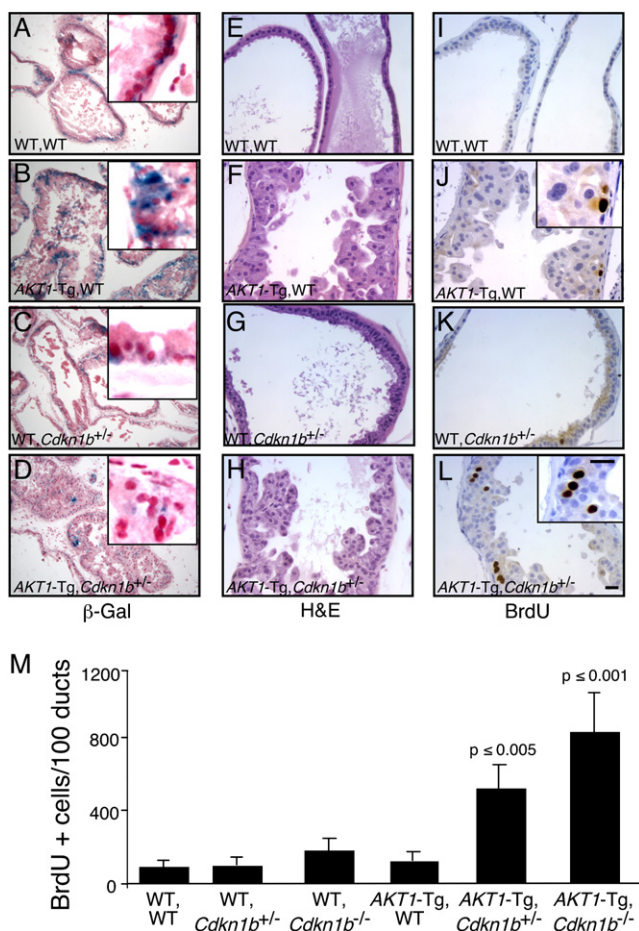 A
WT,WT
E
WT,WT
I
WT,WT
B
AKT1-Tg,WT
F
AKT1-Tg,WT
J
AKT1-Tg,WT
C
WT,Cdkn1b+/-
G
WT,Cdkn1b+/-
K
WT,Cdkn1b+/-
D
AKT1-Tg,Cdkn1b+/-
H
AKT1-Tg,Cdkn1b+/-
L
AKT1-Tg,Cdkn1b+/-
β-Gal
H&E
BrdU
M
BrdU + cells/100 ducts
1200
800
400
0
p ≤ 0.005
p ≤ 0.001
WT,
WT
WT,
Cdkn1b+/-
WT,
Cdkn1b-/-
AKT1-Tg,
WT
AKT1-Tg,
Cdkn1b+/-
AKT1-Tg,
Cdkn1b-/-